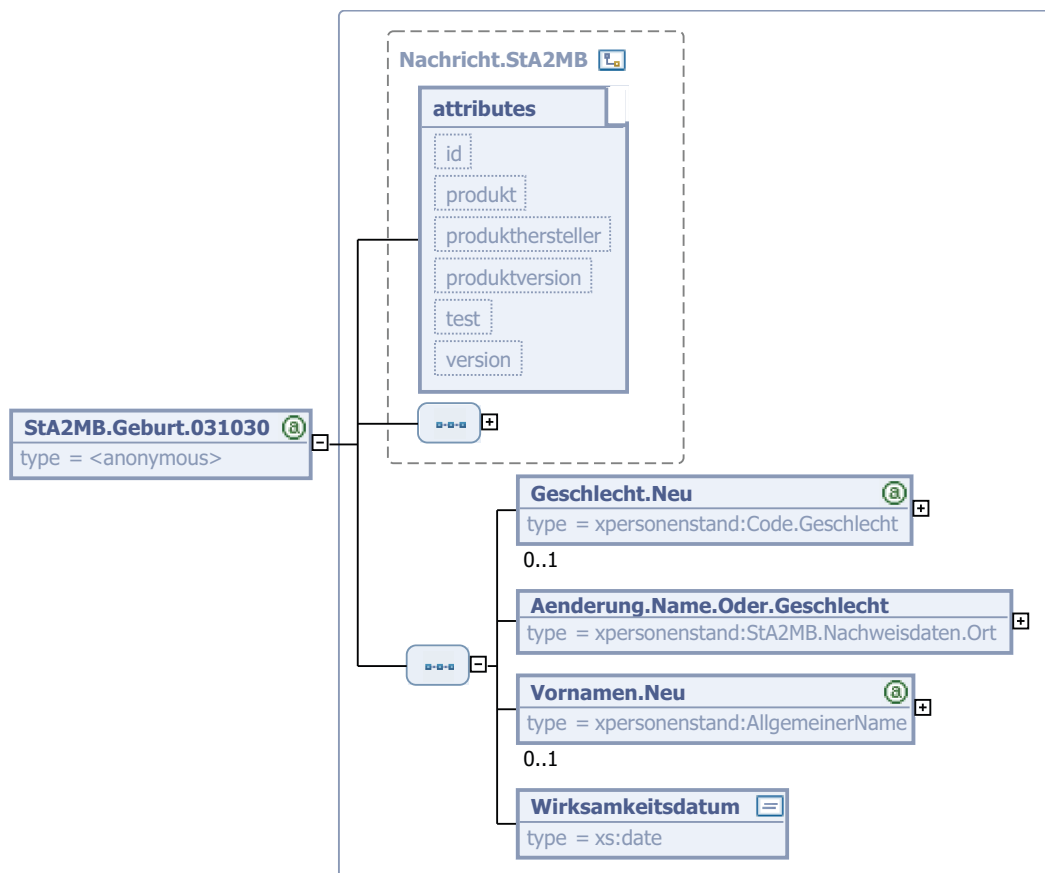 Nachricht.StA2MB
attributes
id
produkt
produkthersteller
produktversion
test
version
StA2MB.Geburt.031030 @
type = <anonymous>
Geschlecht.Neu @
type = xpersonenstand:Code.Geschlecht
0..1
Aenderung.Name.Oder.Geschlecht
type = xpersonenstand:StA2MB.Nachweisdaten.Ort
Vornamen.Neu @
type = xpersonenstand:AllgemeinerName
0..1
Wirksamkeitsdatum
type = xs:date